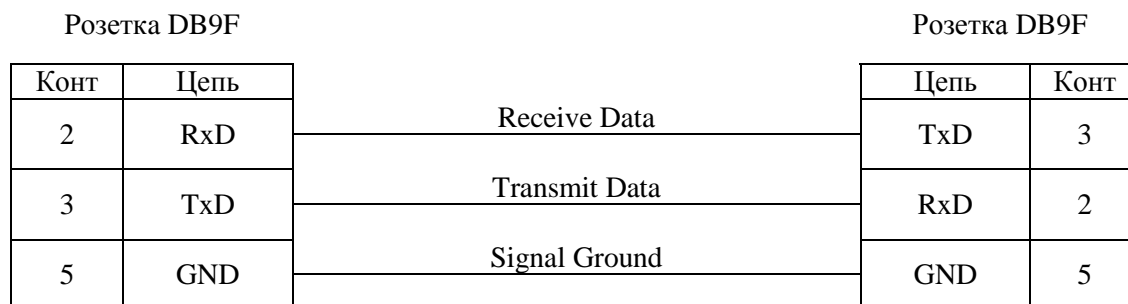 Розетка DB9F Розетка DB9F
Конт Цепь Цепь Конт
2 RxD Receive Data TxD 3
3 TxD Transmit Data RxD 2
5 GND Signal Ground GND 5